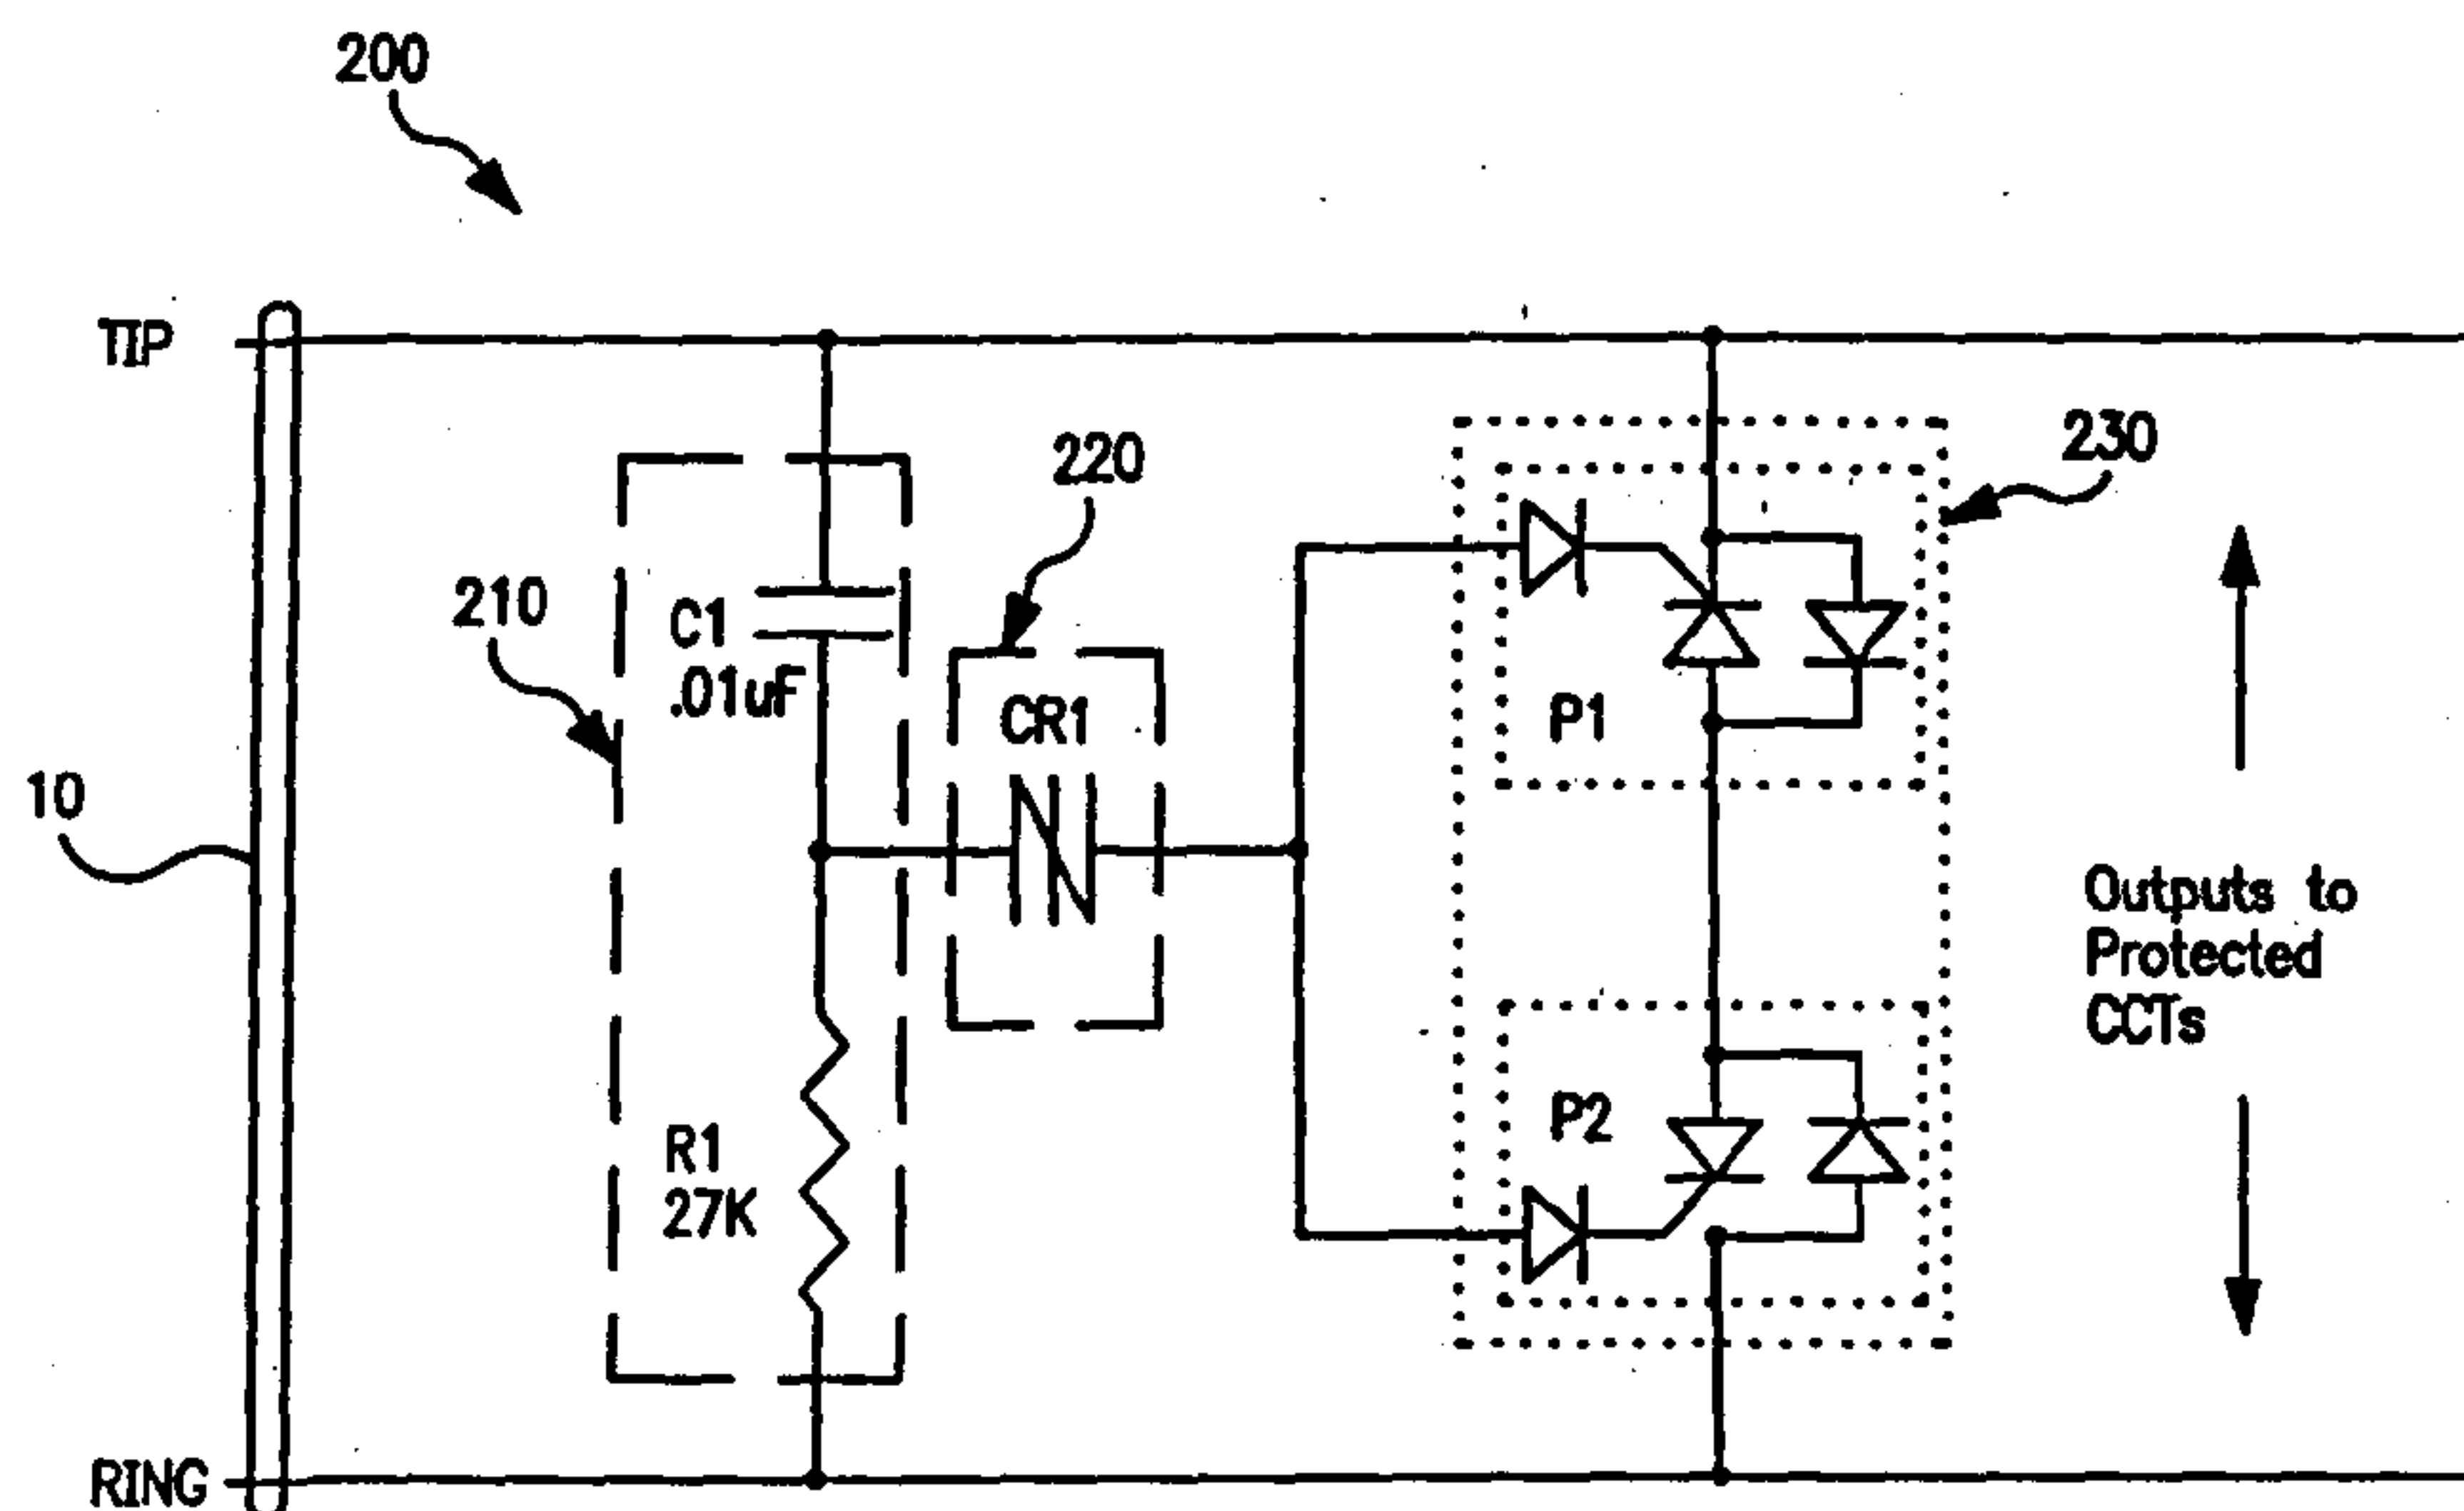 200
TIP
230
220
210
C1
.01uF
CR1
P1
10
Outputs to
Protected
CCTs
P2
R1
27K
RING